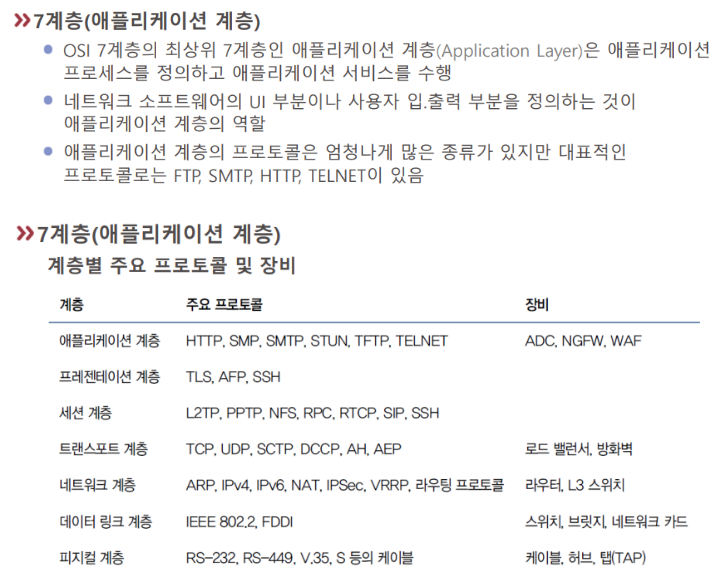 »7계층(애플리케이션 계층)
● OSI 7계층의 최상위 7계층인 애플리케이션 계층(Application Layer)은 애플리케이션
프로세스를 정의하고 애플리케이션 서비스를 수행
● 네트워크 소프트웨어의 UI 부분이나 사용자 입.출력 부분을 정의하는 것이
애플리케이션 계층의 역할
● 애플리케이션 계층의 프로토콜은 엄청나게 많은 종류가 있지만 대표적인
프로토콜로는 FTP, SMTP, HTTP, TELNET이 있음
»7계층(애플리케이션 계층)
계층별 주요 프로토콜 및 장비
계층 주요 프로토콜 장비
애플리케이션 계층 HTTP, SMP, SMTP, STUN, TFTP, TELNET ADC, NGFW, WAF
프레젠테이션 계층 TLS, AFP, SSH
세션 계층 L2TP, PPTP, NFS, RPC, RTCP, SIP, SSH
트랜스포트 계층 TCP, UDP, SCTP, DCCP, AH, AEP 로드 밸런서, 방화벽
네트워크 계층 ARP, IPv4, IPv6, NAT, IPSec, VRRP, 라우팅 프로토콜 라우터, L3 스위치
데이터 링크 계층 IEEE 802.2, FDDI 스위치, 브릿지, 네트워크 카드
피지컬 계층 RS-232, RS-449, V.35, S 등의 케이블 케이블, 허브, 탭(TAP)